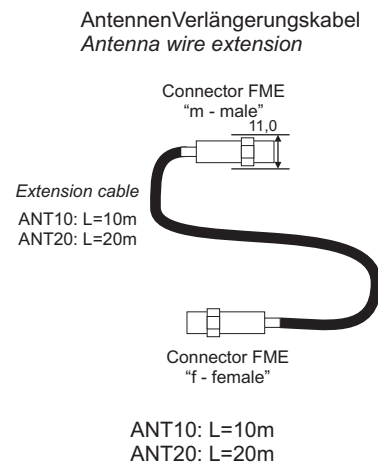 AntennenVerlängerungskabel
Antenna wire extension
Connector FME
“m - male”
11,0
Extension cable
ANT10: L=10m
ANT20: L=20m
Connector FME
“f - female”
ANT10: L=10m
ANT20: L=20m